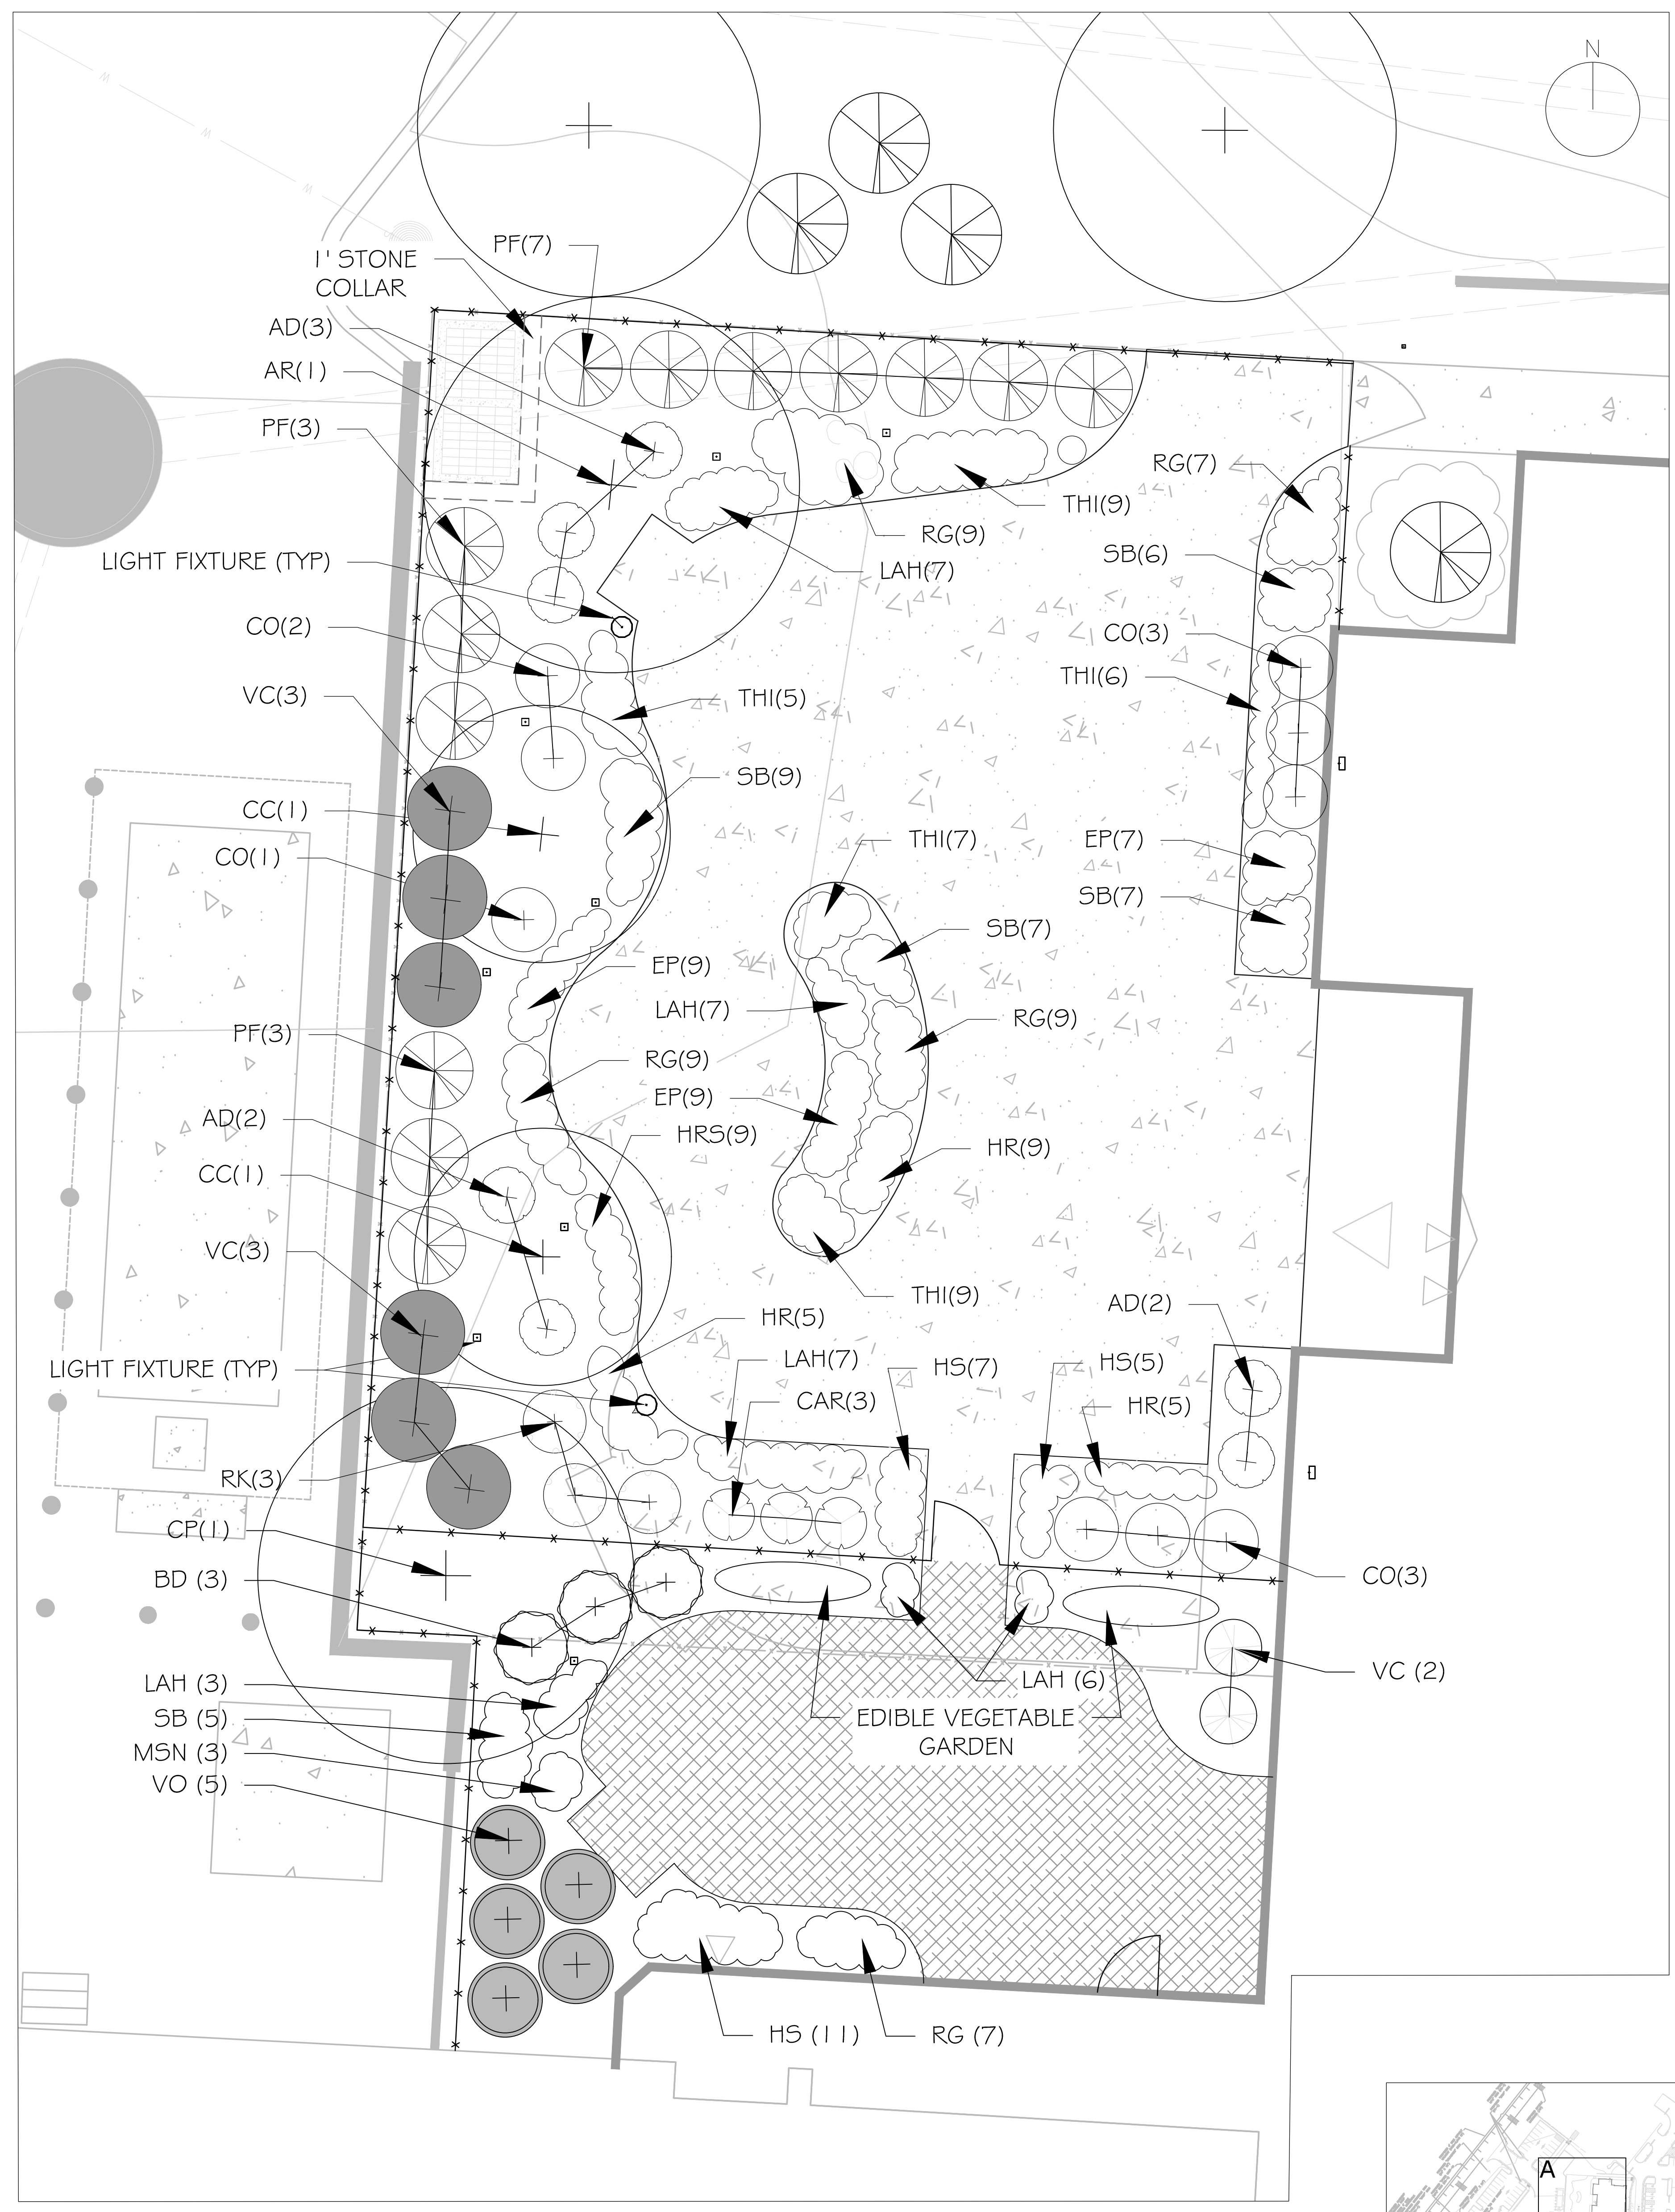 N
W
W
W
PF(7)
1' STONE
COLLAR
AD(3)
AR(1)
PF(3)
RG(7)
THI(9)
RG(9)
SB(6)
LIGHT FIXTURE (TYP)
LAH(7)
CO(2)
CO(3)
THI(6)
VC(3)
THI(5)
SB(9)
CC(1)
THI(7)
EP(7)
CO(1)
SB(7)
SB(7)
EP(9)
LAH(7)
RG(9)
PF(3)
RG(9)
EP(9)
AD(2)
HRS(9)
HR(9)
CC(1)
VC(3)
THI(9)
AD(2)
HR(5)
LAH(7)
HS(7)
HS(5)
LIGHT FIXTURE (TYP)
CAR(3)
HR(5)
RK(3)
CP(1)
CO(3)
BD (3)
VC (2)
LAH (6)
LAH (3)
EDIBLE VEGETABLE
GARDEN
SB (5)
MSN (3)
VO (5)
HS (11)
RG (7)
A